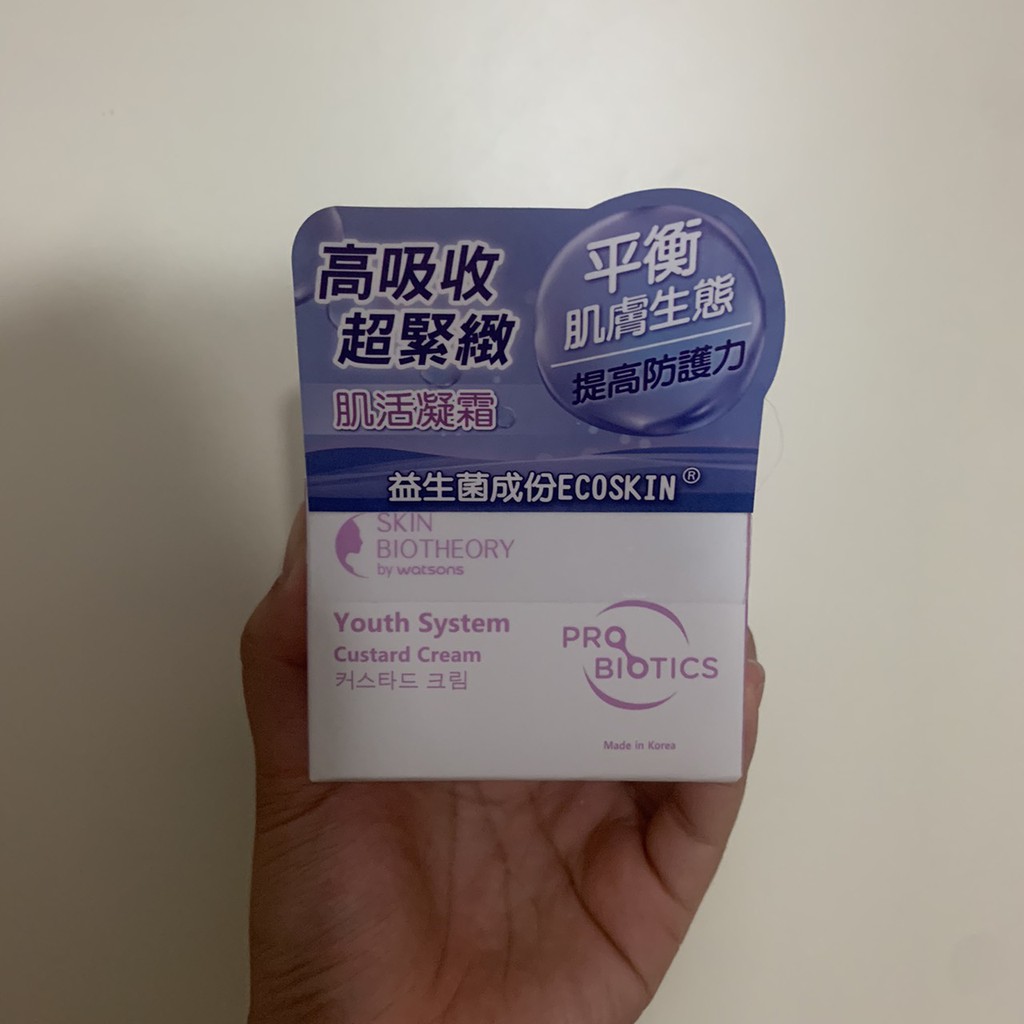 高吸收
超緊緻
肌活凝霜
平衡
肌膚生態
提高防護力
益生菌成份ECOSKIN®
SKIN
BIOTHEORY
by watsons
Youth System
Custard Cream
커스타드 크림
PRO
BIOTICS
Made in Korea